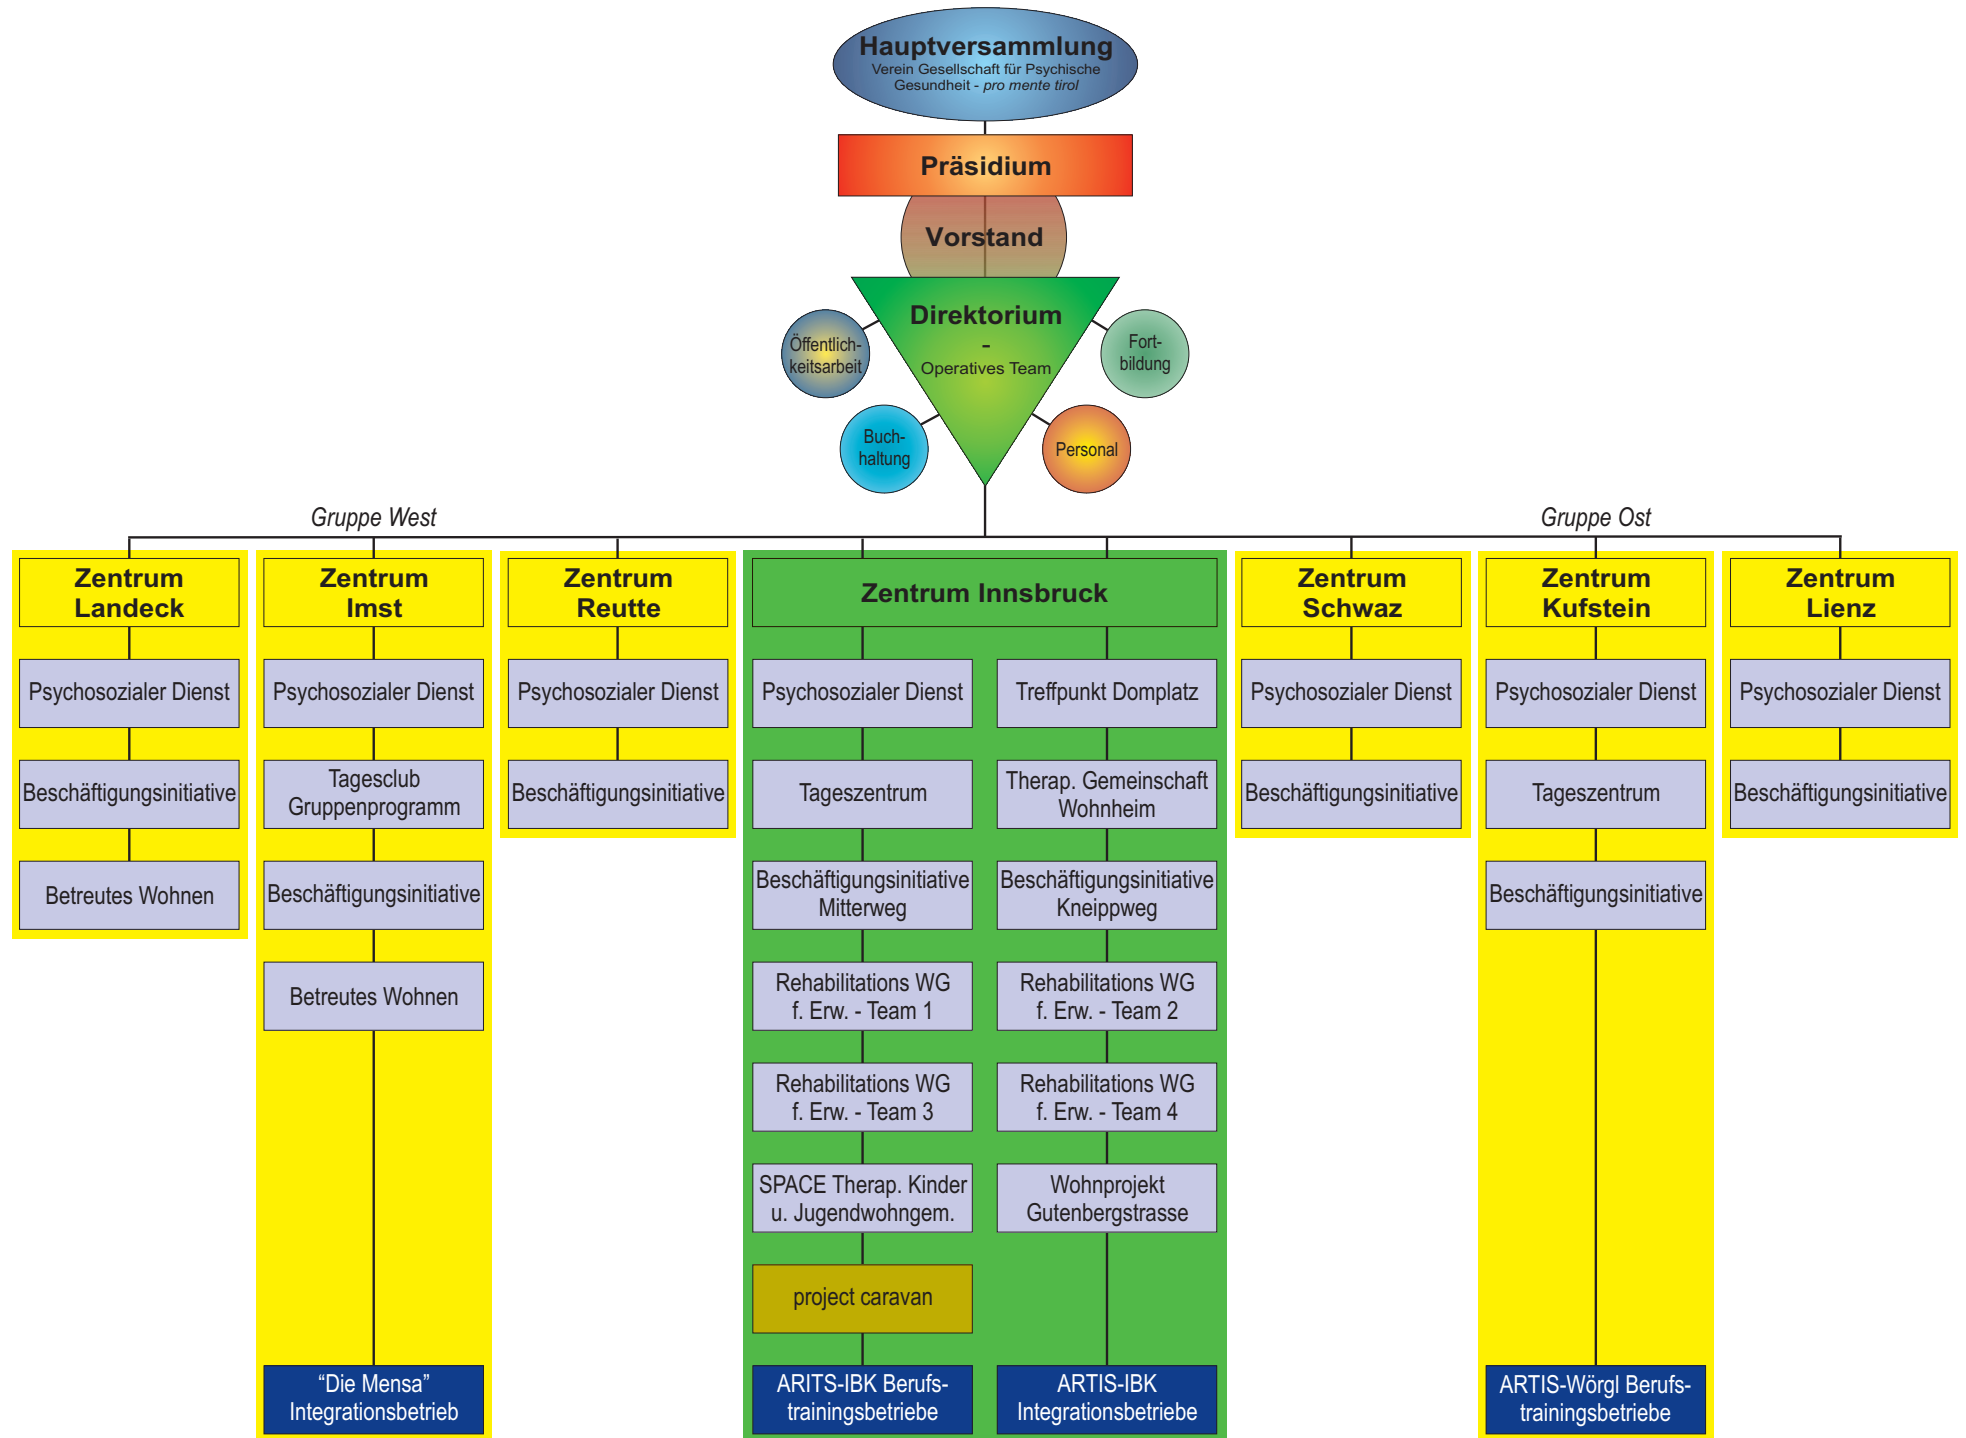 Hauptversammlung
Verein Gesellschaft für Psychische
Gesundheit - pro mente tirol
Präsidium
Vorstand
Direktorium
-
Operatives Team
Öffentlich-
keitsarbeit
Fort-
bildung
Buch-
haltung
Personal
Gruppe West
Gruppe Ost
Zentrum
Landeck
Psychosozialer Dienst
Beschäftigungsinitiative
Betreutes Wohnen
Zentrum
Imst
Psychosozialer Dienst
Tagesclub
Gruppenprogramm
Beschäftigungsinitiative
Betreutes Wohnen
“Die Mensa”
Integrationsbetrieb
Zentrum
Reutte
Psychosozialer Dienst
Beschäftigungsinitiative
Zentrum Innsbruck
Psychosozialer Dienst
Tageszentrum
Beschäftigungsinitiative
Mitterweg
Rehabilitations WG
f. Erw. - Team 1
Rehabilitations WG
f. Erw. - Team 3
SPACE Therap. Kinder
u. Jugendwohngem.
project caravan
ARITS-IBK Berufs-
trainingsbetriebe
Treffpunkt Domplatz
Therap. Gemeinschaft
Wohnheim
Beschäftigungsinitiative
Kneippweg
Rehabilitations WG
f. Erw. - Team 2
Rehabilitations WG
f. Erw. - Team 4
Wohnprojekt
Gutenbergstrasse
ARTIS-IBK
Integrationsbetriebe
Zentrum
Schwaz
Psychosozialer Dienst
Beschäftigungsinitiative
Zentrum
Kufstein
Psychosozialer Dienst
Tageszentrum
Beschäftigungsinitiative
ARTIS-Wörgl Berufs-
trainingsbetriebe
Zentrum
Lienz
Psychosozialer Dienst
Beschäftigungsinitiative